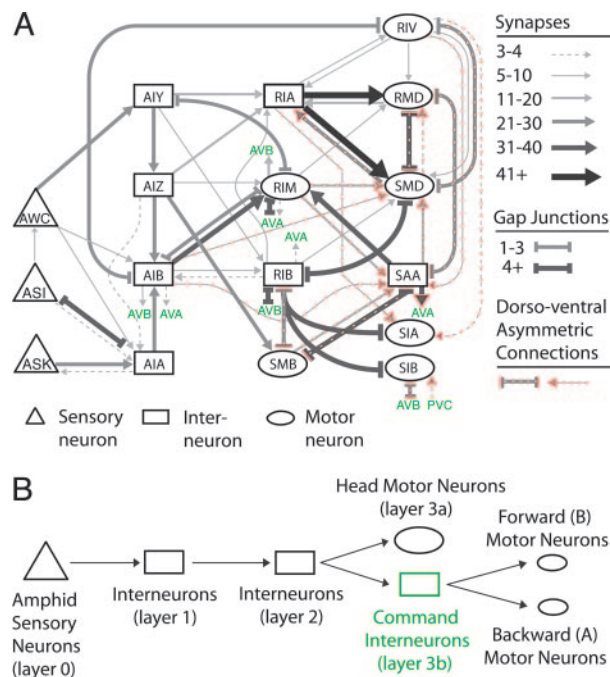 A
RIV
Synapses
3-4
5-10
11-20
21-30
31-40
41+
AIY
RIA
RMD
AVB
AIZ
RIM
SMD
AWC
AVA
AVA
Gap Junctions
1-3
4+
AIB
RIB
SAA
ASI
AVB
AVA
AVB
AVA
Dorso-ventral
Asymmetric
Connections
SIA
ASK
AIA
SMB
SIB
AVB
PVC
Sensory
neuron
Inter-
neuron
Motor
neuron
B
Head Motor Neurons
(layer 3a)
Forward (B)
Motor Neurons
Amphid
Sensory
Neurons
(layer 0)
Interneurons
(layer 1)
Interneurons
(layer 2)
Command
Interneurons
(layer 3b)
Backward (A)
Motor Neurons